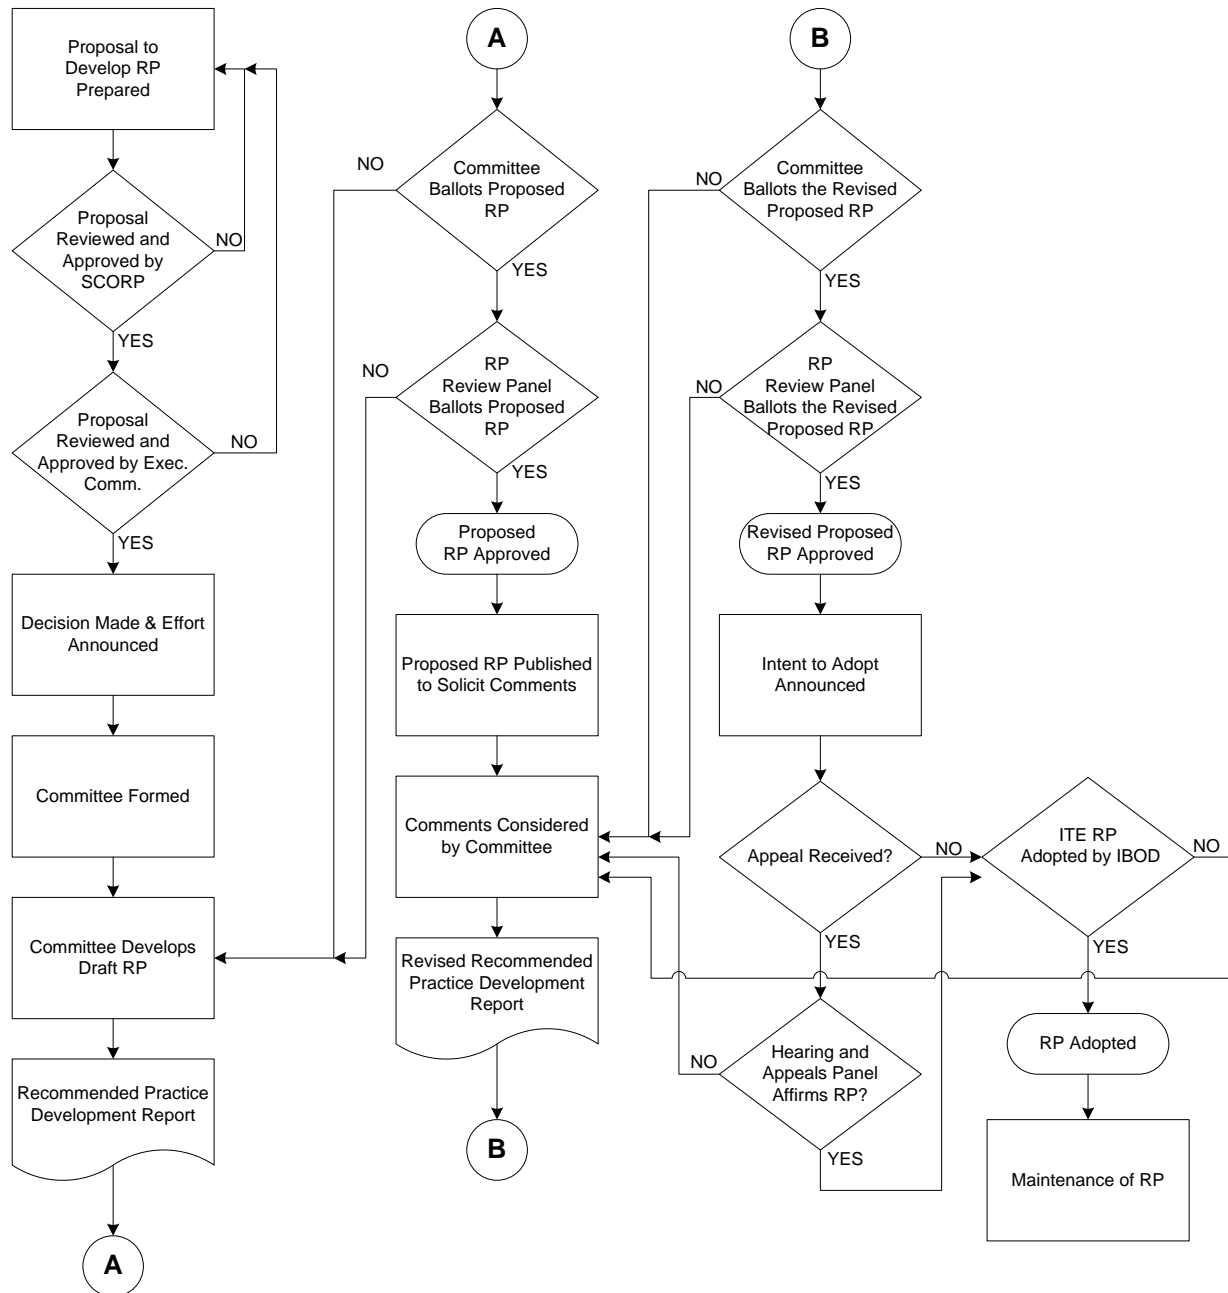 Proposal to
Develop RP
Prepared
Proposal
Reviewed and
Approved by
SCORP
NO
YES
Proposal
Reviewed and
Approved by Exec.
Comm.
NO
YES
Decision Made & Effort
Announced
Committee Formed
Committee Develops
Draft RP
Recommended Practice
Development Report
A
A
Committee
Ballots Proposed
RP
NO
YES
RP
Review Panel
Ballots Proposed
RP
NO
YES
Proposed
RP Approved
Proposed RP Published
to Solicit Comments
Comments Considered
by Committee
Revised Recommended
Practice Development
Report
B
B
Committee
Ballots the Revised
Proposed RP
NO
YES
RP
Review Panel
Ballots the Revised
Proposed RP
NO
YES
Revised Proposed
RP Approved
Intent to Adopt
Announced
Appeal Received?
NO
YES
Hearing and
Appeals Panel
Affirms RP?
NO
YES
ITE RP
Adopted by IBOD
NO
YES
RP Adopted
Maintenance of RP